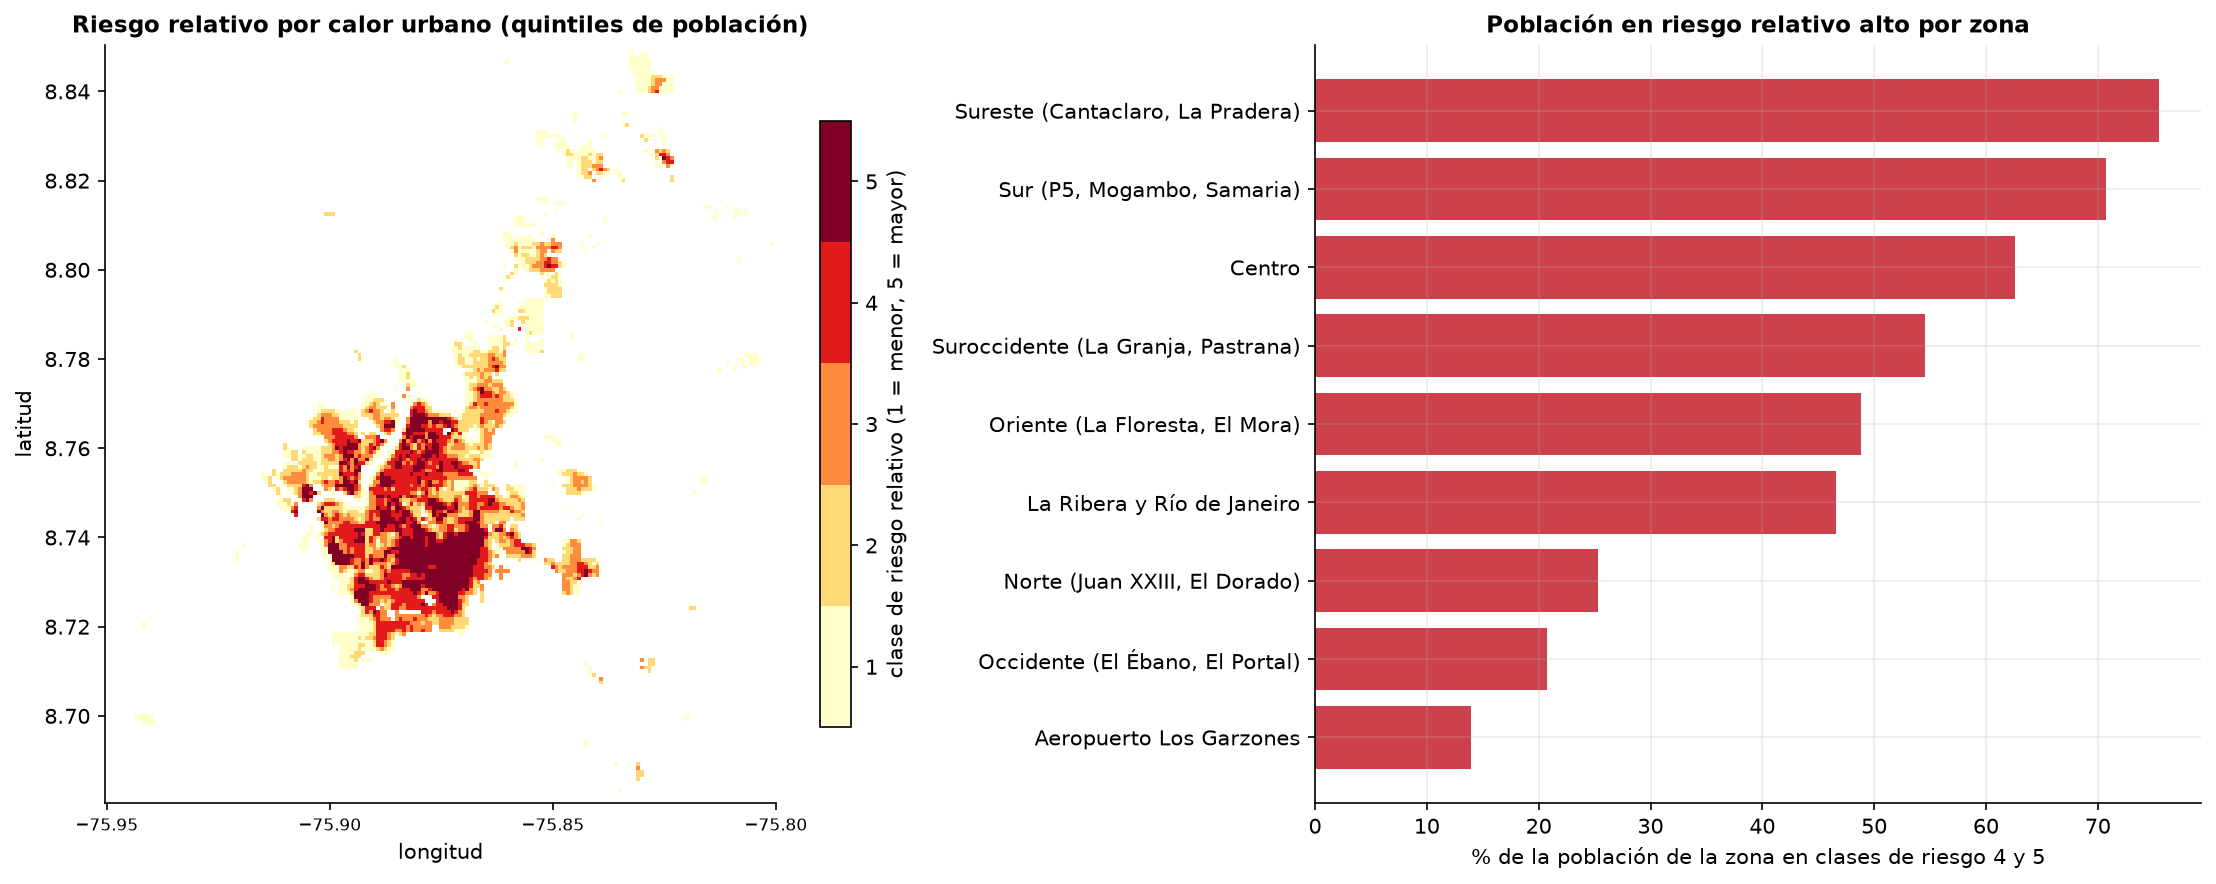 Riesgo relativo por calor urbano (quintiles de población)
8.84
8.82
8.80
8.78
8.76
8.74
8.72
8.70
latitud
−75.95
−75.90
−75.85
−75.80
longitud
5
4
3
2
1
clase de riesgo relativo (1 = menor, 5 = mayor)
Población en riesgo relativo alto por zona
Sureste (Cantaclaro, La Pradera)
Sur (P5, Mogambo, Samaria)
Centro
Suroccidente (La Granja, Pastrana)
Oriente (La Floresta, El Mora)
La Ribera y Río de Janeiro
Norte (Juan XXIII, El Dorado)
Occidente (El Ébano, El Portal)
Aeropuerto Los Garzones
0
10
20
30
40
50
60
70
% de la población de la zona en clases de riesgo 4 y 5